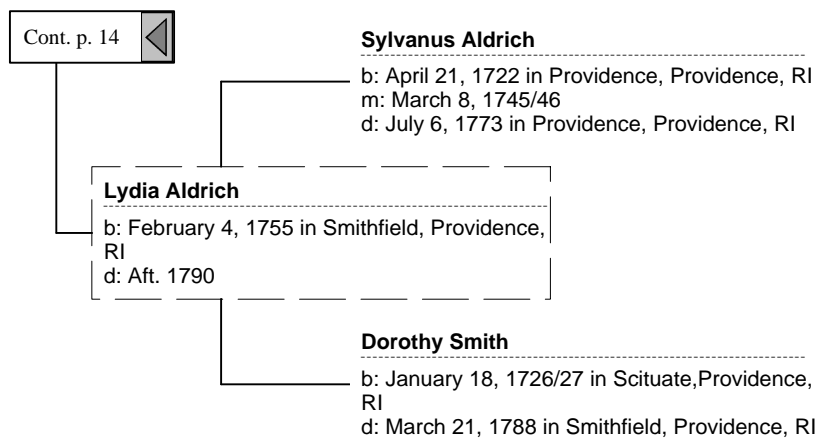 Cont. p. 14
Sylvanus Aldrich
b: April 21, 1722 in Providence, Providence, RI
m: March 8, 1745/46
d: July 6, 1773 in Providence, Providence, RI
Lydia Aldrich
b: February 4, 1755 in Smithfield, Providence,
RI
d: Aft. 1790
Dorothy Smith
b: January 18, 1726/27 in Scituate,Providence,
RI
d: March 21, 1788 in Smithfield, Providence, RI